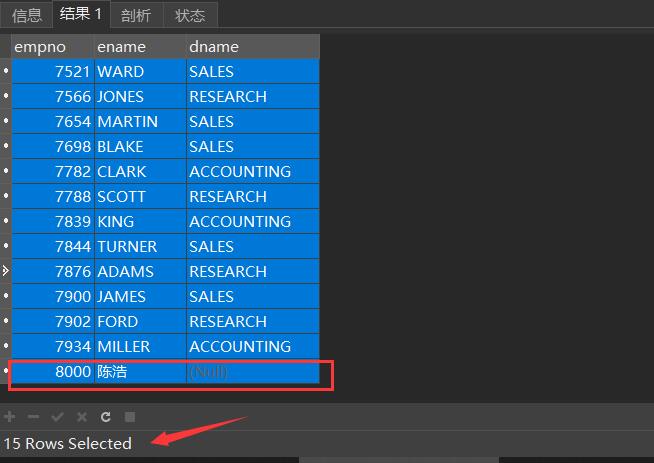 信息 结果 1 剖析 状态
empno ename dname
7521 WARD SALES
7566 JONES RESEARCH
7654 MARTIN SALES
7698 BLAKE SALES
7782 CLARK ACCOUNTING
7788 SCOTT RESEARCH
7839 KING ACCOUNTING
7844 TURNER SALES
7876 ADAMS RESEARCH
7900 JAMES SALES
7902 FORD RESEARCH
7934 MILLER ACCOUNTING
8000 陈浩 (Null)
15 Rows Selected